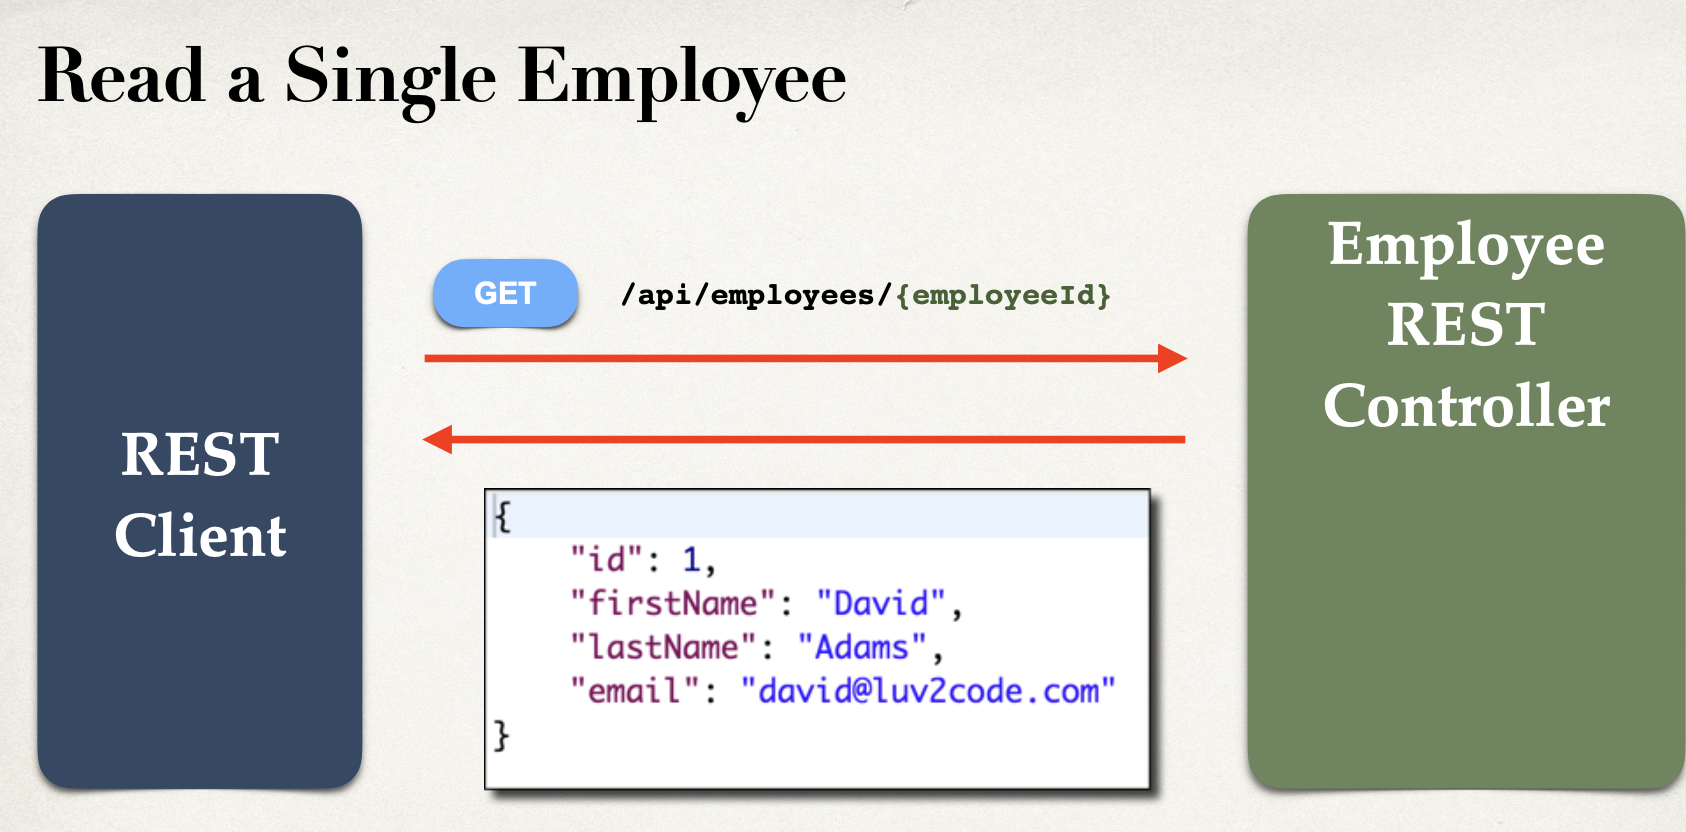 Read a Single Employee
GET /api/employees/{employeeId}
REST
Client
Employee
REST
Controller
{
"id": 1,
"firstName": "David",
"lastName": "Adams",
"email": "david@luv2code.com"
}